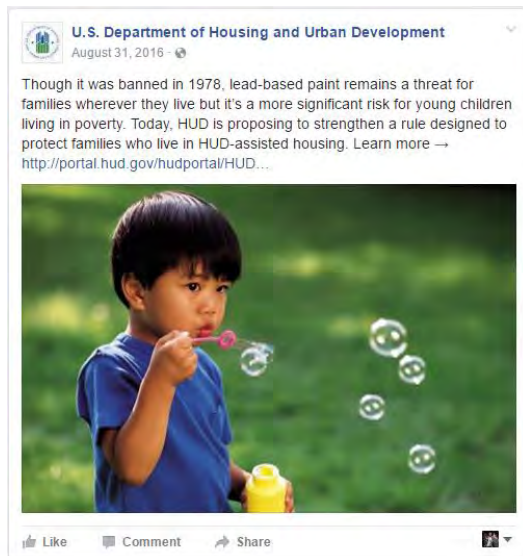 U.S. Department of Housing and Urban Development
August 31, 2016 ·
Though it was banned in 1978, lead-based paint remains a threat for
families wherever they live but it's a more significant risk for young children
living in poverty. Today, HUD is proposing to strengthen a rule designed to
protect families who live in HUD-assisted housing. Learn more →
http://portal.hud.gov/hudportal/HUD...
Like Comment Share